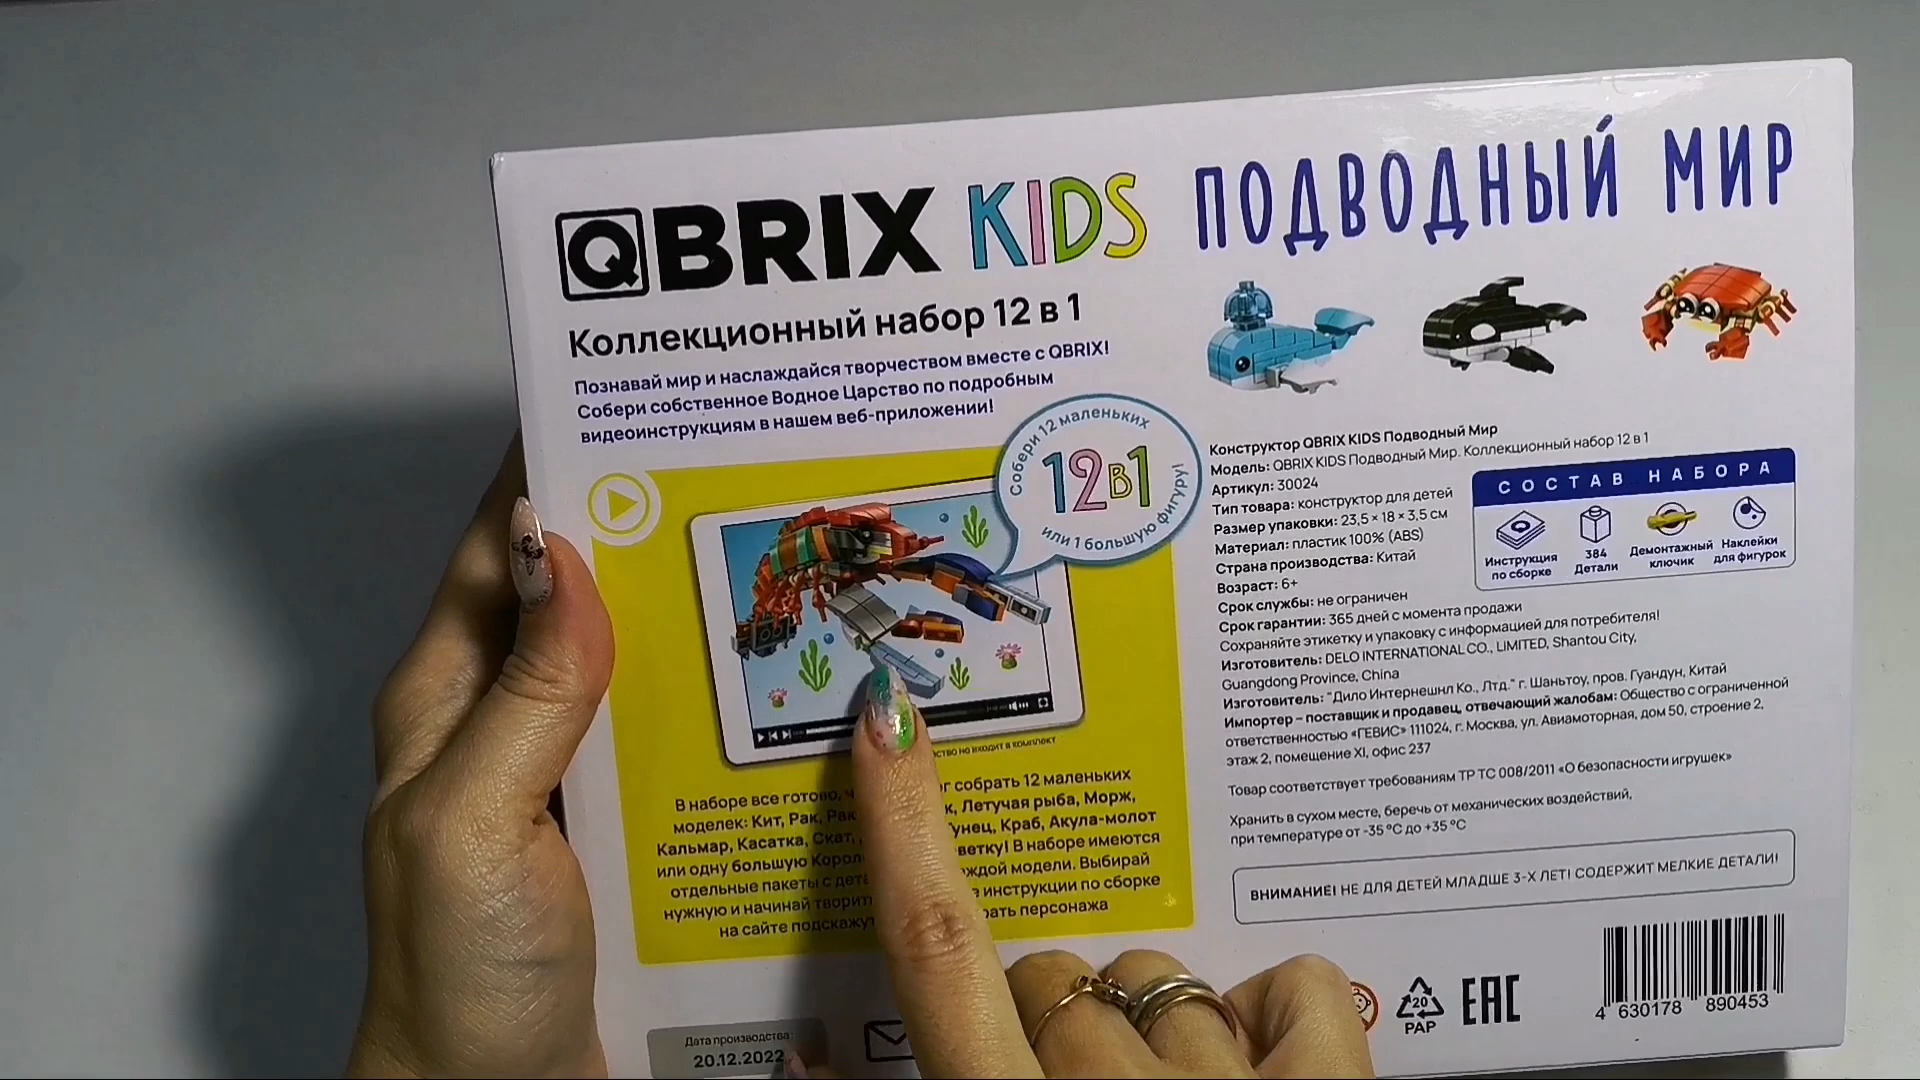 QBRIX KIDS ПОДВОДНЫЙ МИР
Коллекционный набор 12 в 1
Познавай мир и наслаждайся творчеством вместе с QBRIX!
Собери собственное Водное Царство по подробным
видеоинструкциям в нашем веб-приложении!
Собери 12 маленьких
12в1
или 1 большую фигуру!
не входит в комплект
В наборе все готово, собрать 12 маленьких
моделек: Кит, Рак, Летучая рыба, Морж,
Кальмар, Касатка, Скат, Краб, Акула-молот
или одну большую В наборе имеются
отдельные пакеты с модели. Выбирай
нужную и начинай инструкции по сборке
на сайте персонажа
Дата производства
20.12.2022
Конструктор QBRIX KIDS Подводный Мир
Модель: QBRIX KIDS Подводный Мир. Коллекционный набор 12 в 1
Артикул: 30024
Тип товара: конструктор для детей
Размер упаковки: 23,5 × 18 × 3,5 см
Материал: пластик 100% (ABS)
Страна производства: Китай
Возраст: 6+
Срок службы: не ограничен
Срок гарантии: 365 дней с момента продажи
Сохраняйте этикетку и упаковку с информацией для потребителя!
Изготовитель: DELO INTERNATIONAL CO., LIMITED, Shantou City,
Guangdong Province, China
Изготовитель: "Дило Интернешнл Ко., Лтд." г. Шаньтоу, пров. Гуандун, Китай
Импортер – поставщик и продавец, отвечающий жалобам: Общество с ограниченной
ответственностью «ГЕВИС» 111024, г. Москва, ул. Авиамоторная, дом 50, строение 2,
этаж 2, помещение XI, офис 237
Товар соответствует требованиям ТР ТС 008/2011 «О безопасности игрушек»
Хранить в сухом месте, беречь от механических воздействий,
при температуре от -35 °C до +35 °C
СОСТАВ НАБОРА
Инструкция
по сборке
384
Детали
Демонтажный
ключик
Наклейки
для фигурок
ВНИМАНИЕ! НЕ ДЛЯ ДЕТЕЙ МЛАДШЕ 3-Х ЛЕТ! СОДЕРЖИТ МЕЛКИЕ ДЕТАЛИ!
20
PAP
EAC
4 630178 890453